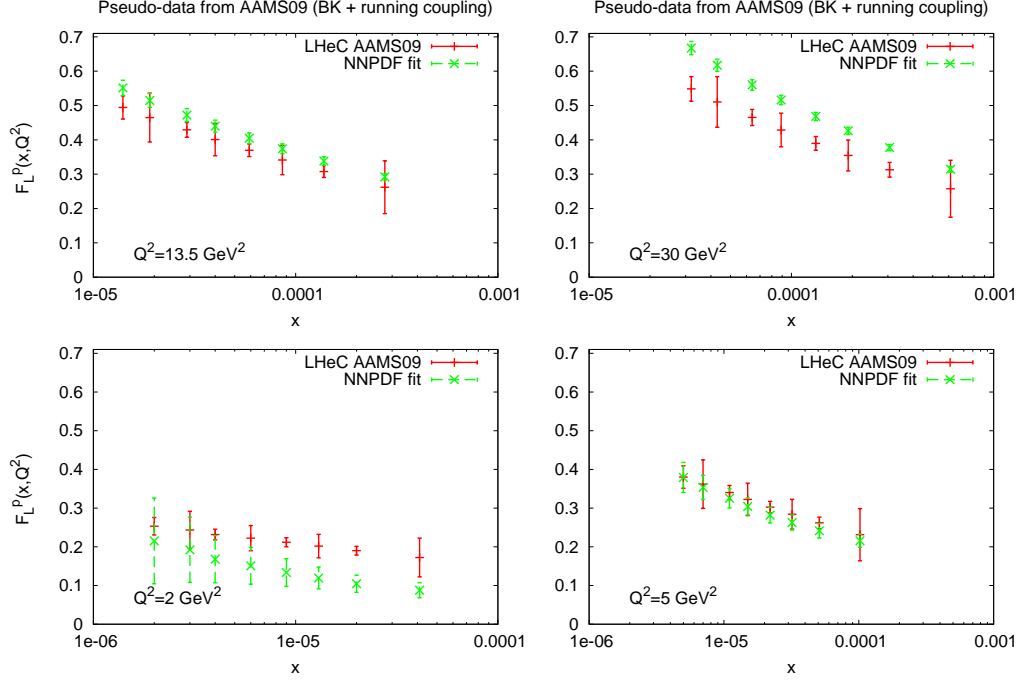 Pseudo-data from AAMS09 (BK + running coupling)
0.7
0.6
0.5
0.4
0.3
0.2
0.1
0
F_L^p(x,Q^2)
LHeC AAMS09
NNPDF fit
Q^2=13.5 GeV^2
1e-05
0.0001
0.001
x
Pseudo-data from AAMS09 (BK + running coupling)
0.7
0.6
0.5
0.4
0.3
0.2
0.1
0
LHeC AAMS09
NNPDF fit
Q^2=30 GeV^2
1e-05
0.0001
0.001
x
0.7
0.6
0.5
0.4
0.3
0.2
0.1
0
F_L^p(x,Q^2)
LHeC AAMS09
NNPDF fit
Q^2=2 GeV^2
1e-06
1e-05
0.0001
x
0.7
0.6
0.5
0.4
0.3
0.2
0.1
0
LHeC AAMS09
NNPDF fit
Q^2=5 GeV^2
1e-06
1e-05
0.0001
0.001
x